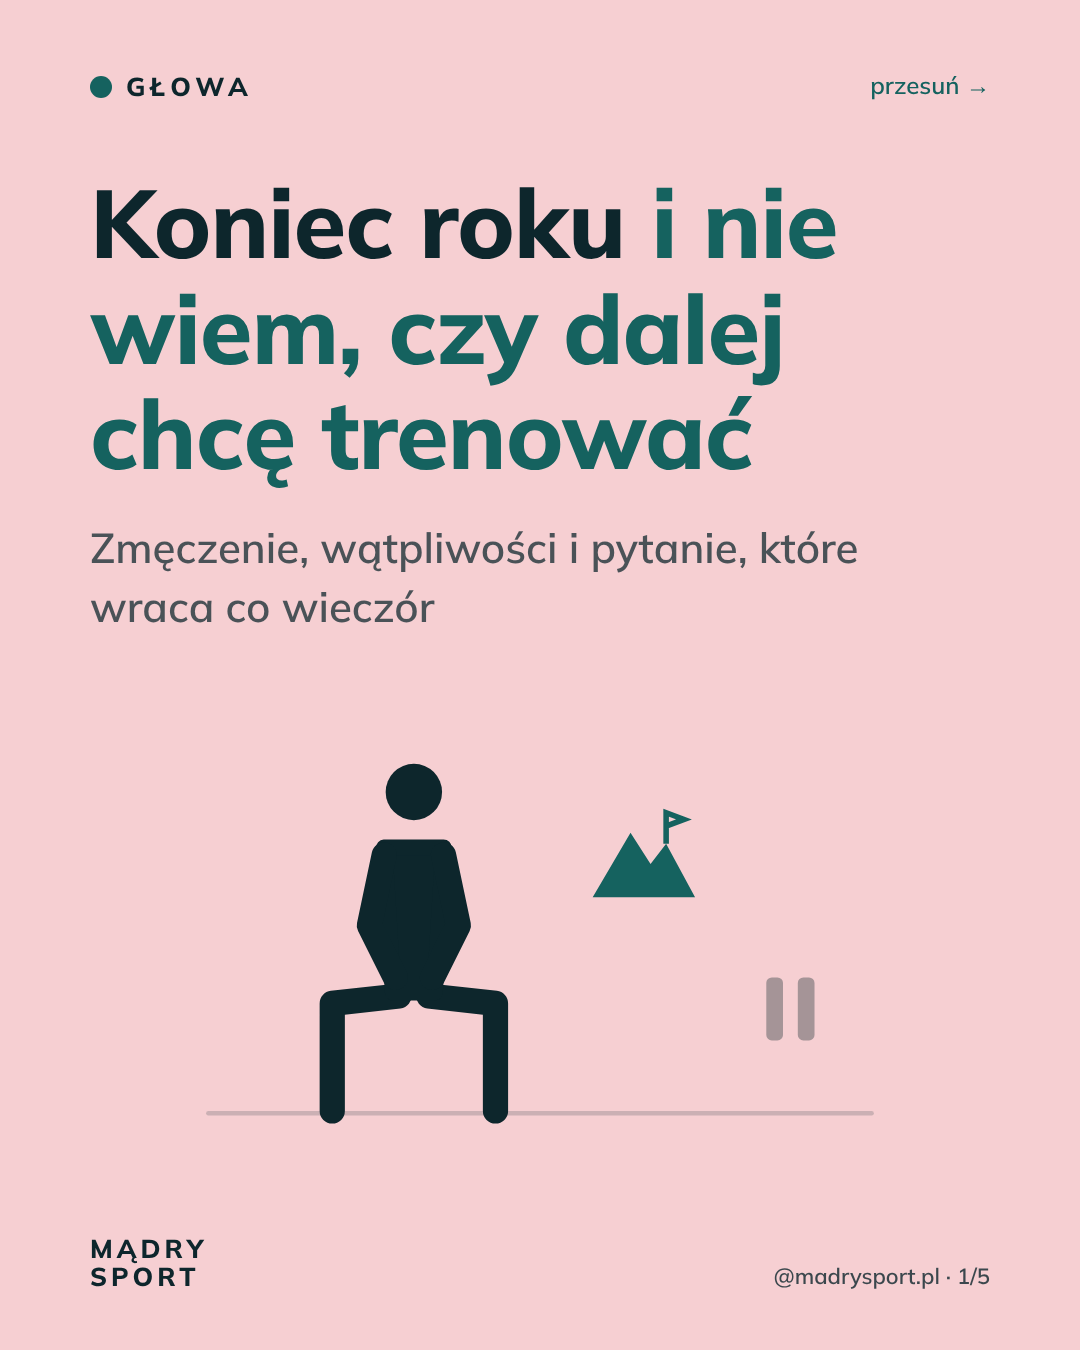 GŁOWA
przesuń →
Koniec roku i nie
wiem, czy dalej
chcę trenować
Zmęczenie, wątpliwości i pytanie, które
wraca co wieczór
MĄDRY
SPORT
@madrysport.pl · 1/5